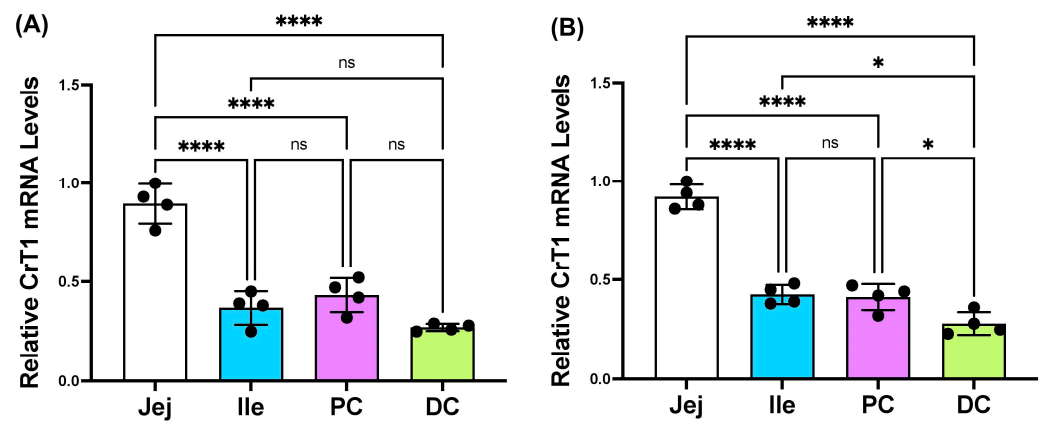 (A)
****
ns
****
****
ns
ns
Relative CrT1 mRNA Levels
1.5
1.0
0.5
0.0
Jej
Ile
PC
DC
(B)
****
*
****
****
ns
*
Relative CrT1 mRNA Levels
1.5
1.0
0.5
0.0
Jej
Ile
PC
DC